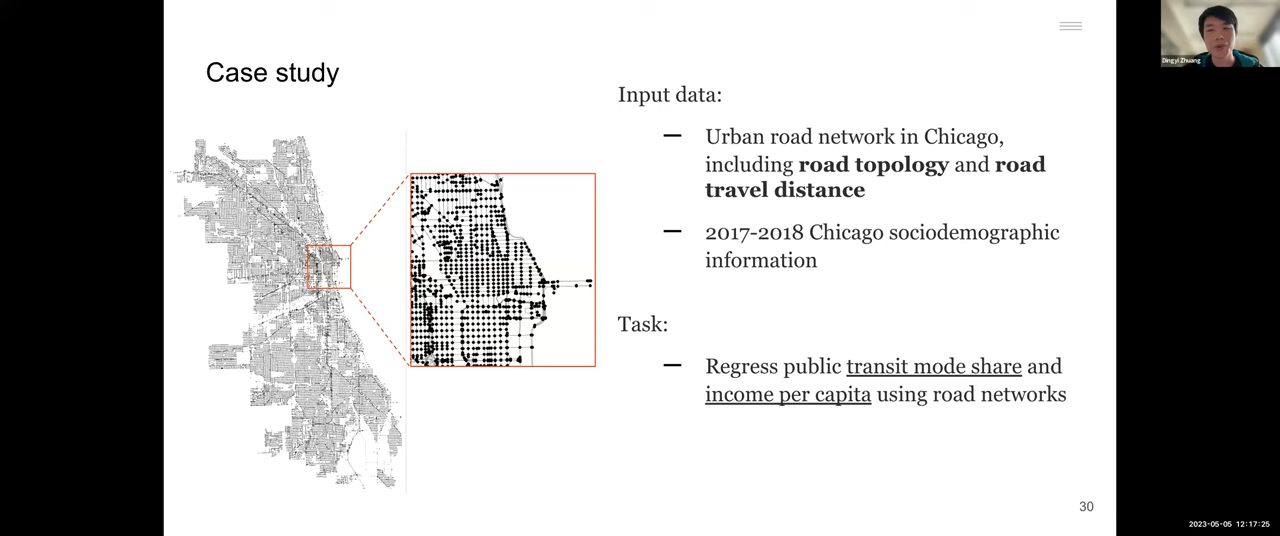 Case study
Input data:
— Urban road network in Chicago,
including road topology and road
travel distance
— 2017-2018 Chicago sociodemographic
information
Task:
— Regress public transit mode share and
income per capita using road networks
30
Dingyi Zhuang
2023-05-05 12:17:25